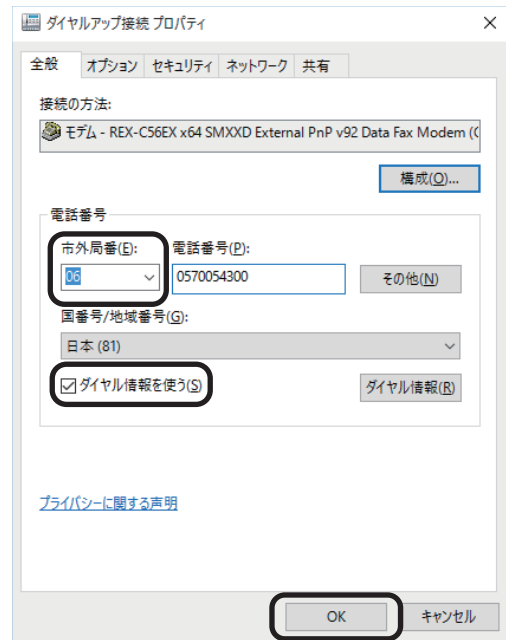 ダイヤルアップ接続 プロパティ
全般 オプション セキュリティ ネットワーク 共有
接続の方法:
モデム - REX-C56EX x64 SMXXD External PnP v92 Data Fax Modem (C
構成(O)...
電話番号
市外局番(E): 電話番号(P):
06 0570054300 その他(N)
国番号/地域番号(G):
日本 (81)
ダイヤル情報を使う(S) ダイヤル情報(R)
プライバシーに関する声明
OK キャンセル